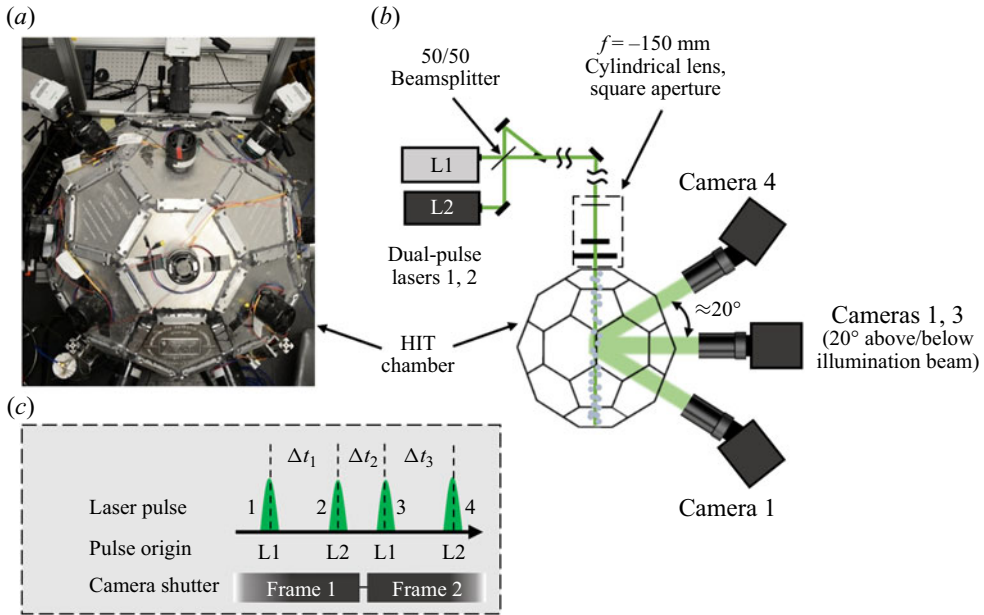 (a)
(b)
50/50
Beamsplitter
f = –150 mm
Cylindrical lens,
square aperture
L1
L2
Dual-pulse
lasers 1, 2
Camera 4
≈20°
Cameras 1, 3
(20° above/below
illumination beam)
HIT
chamber
Camera 1
(c)
Δt1 Δt2 Δt3
Laser pulse 1 2 3 4
Pulse origin L1 L2 L1 L2
Camera shutter Frame 1 Frame 2